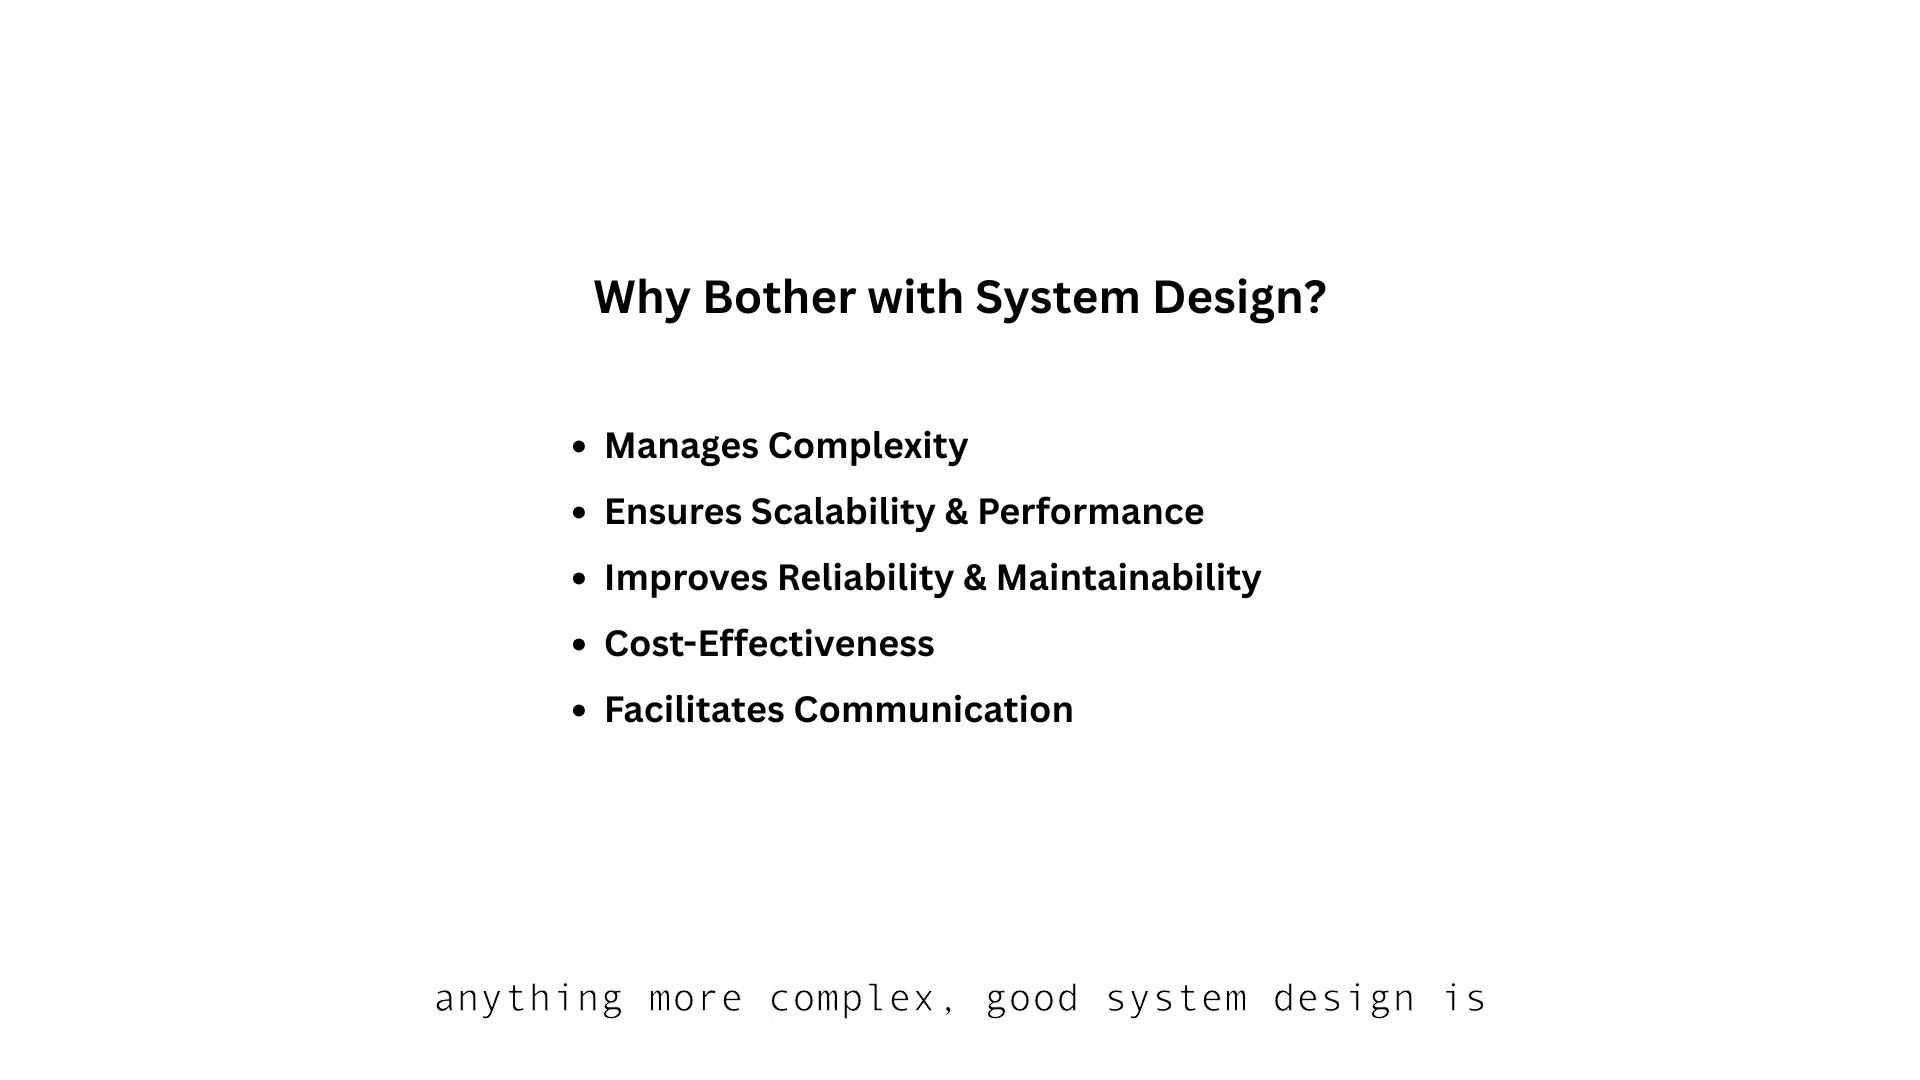 Why Bother with System Design?
• Manages Complexity
• Ensures Scalability & Performance
• Improves Reliability & Maintainability
• Cost-Effectiveness
• Facilitates Communication
anything more complex, good system design is